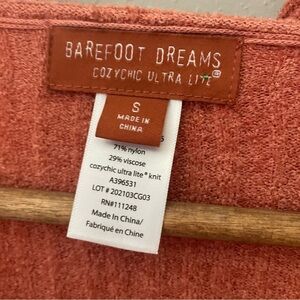 BAREFOOT DREAMS
COZYCHIC ULTRA LITE®
S
MADE IN
CHINA
71% nylon
29% viscose
cozychic ultra lite® knit
A396531
LOT # 202103CG03
RN#111248
Made In China/
Fabriqué en Chine